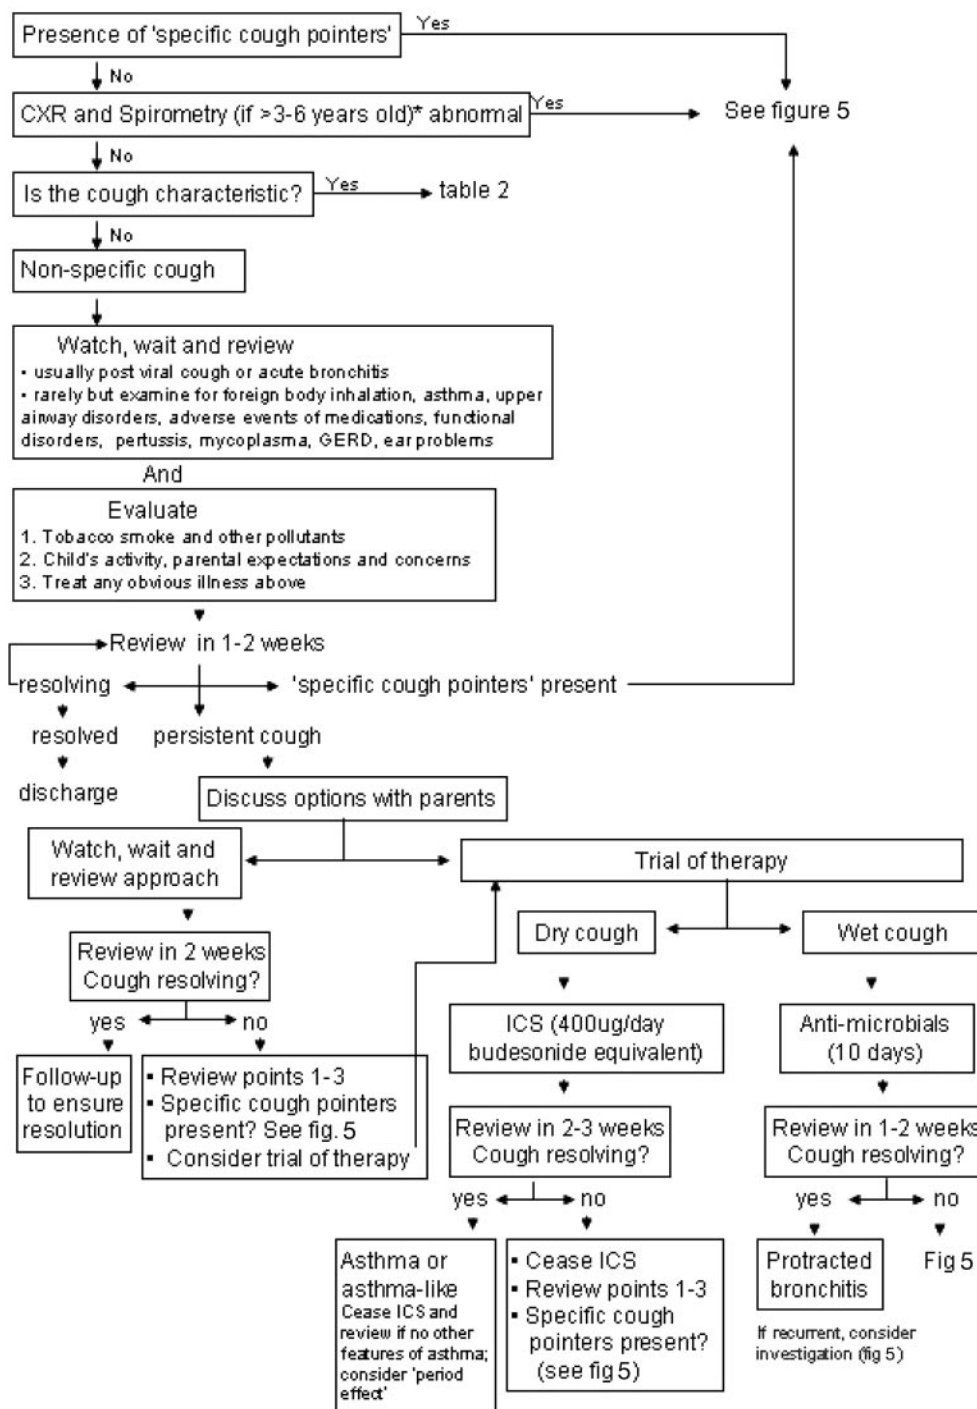 Presence of 'specific cough pointers'
Yes
No
CXR and Spirometry (if >3-6 years old)* abnormal
Yes
See figure 5
No
Is the cough characteristic?
Yes
table 2
No
Non-specific cough
Watch, wait and review
• usually post viral cough or acute bronchitis
• rarely but examine for foreign body inhalation, asthma, upper
airway disorders, adverse events of medications, functional
disorders, pertussis, mycoplasma, GERD, ear problems
And
Evaluate
1. Tobacco smoke and other pollutants
2. Child's activity, parental expectations and concerns
3. Treat any obvious illness above
Review in 1-2 weeks
resolving
'specific cough pointers' present
resolved
persistent cough
discharge
Discuss options with parents
Watch, wait and
review approach
Trial of therapy
Dry cough
Wet cough
Review in 2 weeks
Cough resolving?
yes
no
ICS (400ug/day
budesonide equivalent)
Anti-microbials
(10 days)
Follow-up
to ensure
resolution
▪ Review points 1-3
▪ Specific cough pointers
present? See fig. 5
▪ Consider trial of therapy
Review in 2-3 weeks
Cough resolving?
Review in 1-2 weeks
Cough resolving?
yes
no
yes
no
Asthma or
asthma-like
Cease ICS and
review if no other
features of asthma;
consider 'period
effect'
▪ Cease ICS
▪ Review points 1-3
▪ Specific cough
pointers present?
(see fig 5)
Protracted
bronchitis
Fig 5
If recurrent, consider
investigation (fig 5)